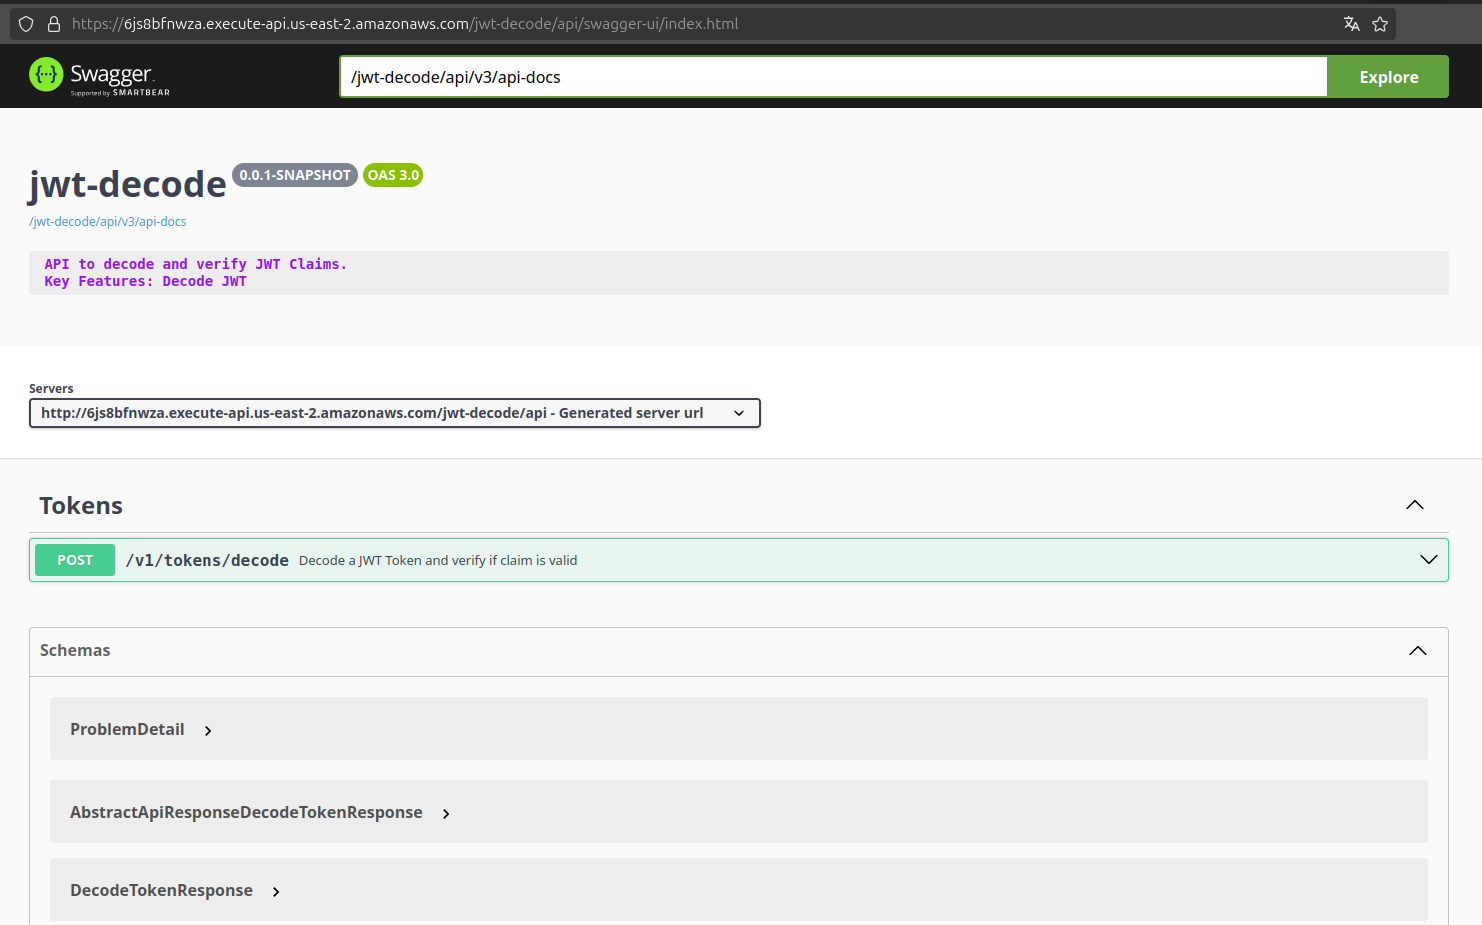 https://6js8bfnwza.execute-api.us-east-2.amazonaws.com/jwt-decode/api/swagger-ui/index.html
Swagger
Supported by SMARTBEAR
/jwt-decode/api/v3/api-docs
Explore
jwt-decode 0.0.1-SNAPSHOT OAS 3.0
/jwt-decode/api/v3/api-docs
API to decode and verify JWT Claims.
Key Features: Decode JWT
Servers
http://6js8bfnwza.execute-api.us-east-2.amazonaws.com/jwt-decode/api - Generated server url
Tokens
POST /v1/tokens/decode Decode a JWT Token and verify if claim is valid
Schemas
ProblemDetail
AbstractApiResponseDecodeTokenResponse
DecodeTokenResponse